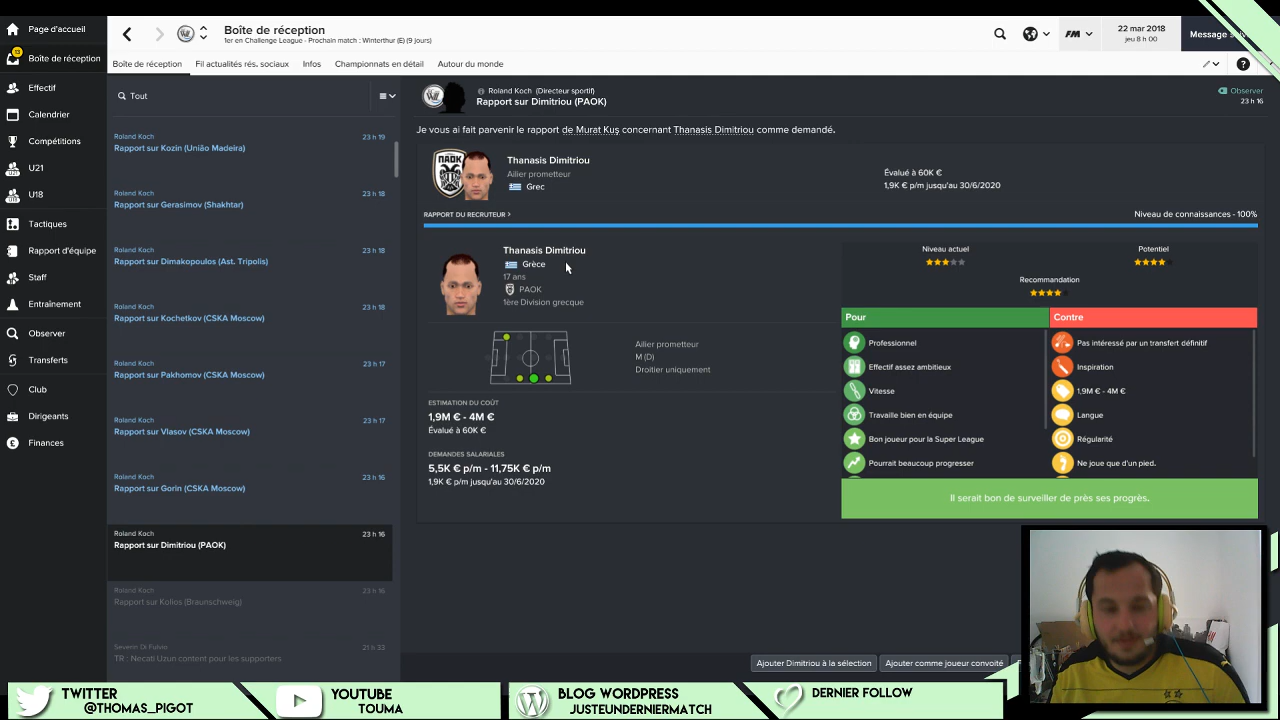 Page d'accueil
13
Boîte de réception
Effectif
Calendrier
Compétitions
U21
U18
Tactiques
Rapport d'équipe
Staff
Entraînement
Observer
Transferts
Club
Dirigeants
Finances
Boîte de réception
1er en Challenge League - Prochain match : Winterthur (E) (9 jours)
FM
22 mar 2018
jeu 8 h 00
Boîte de réception
Fil actualités rés. sociaux
Infos
Championnats en détail
Autour du monde
?
Tout
Roland Koch 23 h 19
Rapport sur Kozin (União Madeira)
Roland Koch 23 h 18
Rapport sur Gerasimov (Shakhtar)
Roland Koch 23 h 18
Rapport sur Dimakopoulos (Ast. Tripolis)
Roland Koch 23 h 18
Rapport sur Kochetkov (CSKA Moscow)
Roland Koch 23 h 17
Rapport sur Pakhomov (CSKA Moscow)
Roland Koch 23 h 17
Rapport sur Vlasov (CSKA Moscow)
Roland Koch 23 h 16
Rapport sur Gorin (CSKA Moscow)
Roland Koch 23 h 16
Rapport sur Dimitriou (PAOK)
Roland Koch 23 h 16
Rapport sur Kolios (Braunschweig)
Severin Di Fulvio 21 h 33
TR : Necati Uzun content pour les supporters
Roland Koch (Directeur sportif)
Rapport sur Dimitriou (PAOK)
Observer
23 h 16
Je vous ai fait parvenir le rapport de Murat Kuş concernant Thanasis Dimitriou comme demandé.
ΠΑΟΚ
Thanasis Dimitriou
Ailier prometteur
Grec
Évalué à 60K €
1,9K € p/m jusqu'au 30/6/2020
RAPPORT DU RECRUTEUR >
Niveau de connaissances - 100%
Thanasis Dimitriou
Grèce
17 ans
PAOK
1ère Division grecque
Niveau actuel
Potentiel
Recommandation
Ailier prometteur
M (D)
Droitier uniquement
ESTIMATION DU COÛT
1,9M € - 4M €
Évalué à 60K €
DEMANDES SALARIALES
5,5K € p/m - 11,75K € p/m
1,9K € p/m jusqu'au 30/6/2020
Pour
Professionnel
Effectif assez ambitieux
Vitesse
Travaille bien en équipe
Bon joueur pour la Super League
Pourrait beaucoup progresser
Contre
Pas intéressé par un transfert définitif
Inspiration
1,9M € - 4M €
Langue
Régularité
Ne joue que d'un pied.
Il serait bon de surveiller de près ses progrès.
Ajouter Dimitriou à la sélection
Ajouter comme joueur convoité
TWITTER
@THOMAS_PIGOT
YOUTUBE
TOUMA
BLOG WORDPRESS
JUSTEUNDERNIERMATCH
DERNIER FOLLOW